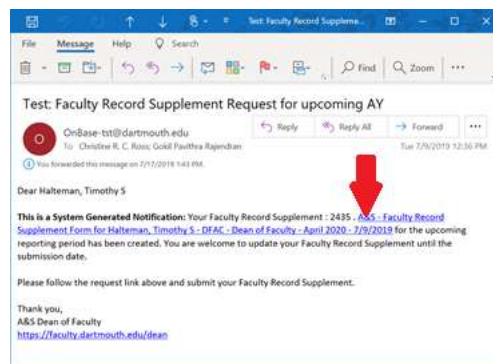 Test: Faculty Record Suppleme...
File Message Help Search
Find Zoom ...
Test: Faculty Record Supplement Request for upcoming AY
O
OnBase-tst@dartmouth.edu
Reply Reply All Forward ...
To Christine R. C. Ross; Gokil Pavithra Rajendran
Tue 7/9/2019 12:36 PM
You forwarded this message on 7/17/2019 1:43 PM.
Dear Halteman, Timothy S
This is a System Generated Notification: Your Faculty Record Supplement : 2435 . A&S - Faculty Record
Supplement Form for Halteman, Timothy S - DFAC - Dean of Faculty - April 2020 - 7/9/2019 for the upcoming
reporting period has been created. You are welcome to update your Faculty Record Supplement until the
submission date.
Please follow the request link above and submit your Faculty Record Supplement.
Thank you,
A&S Dean of Faculty
https://faculty.dartmouth.edu/dean